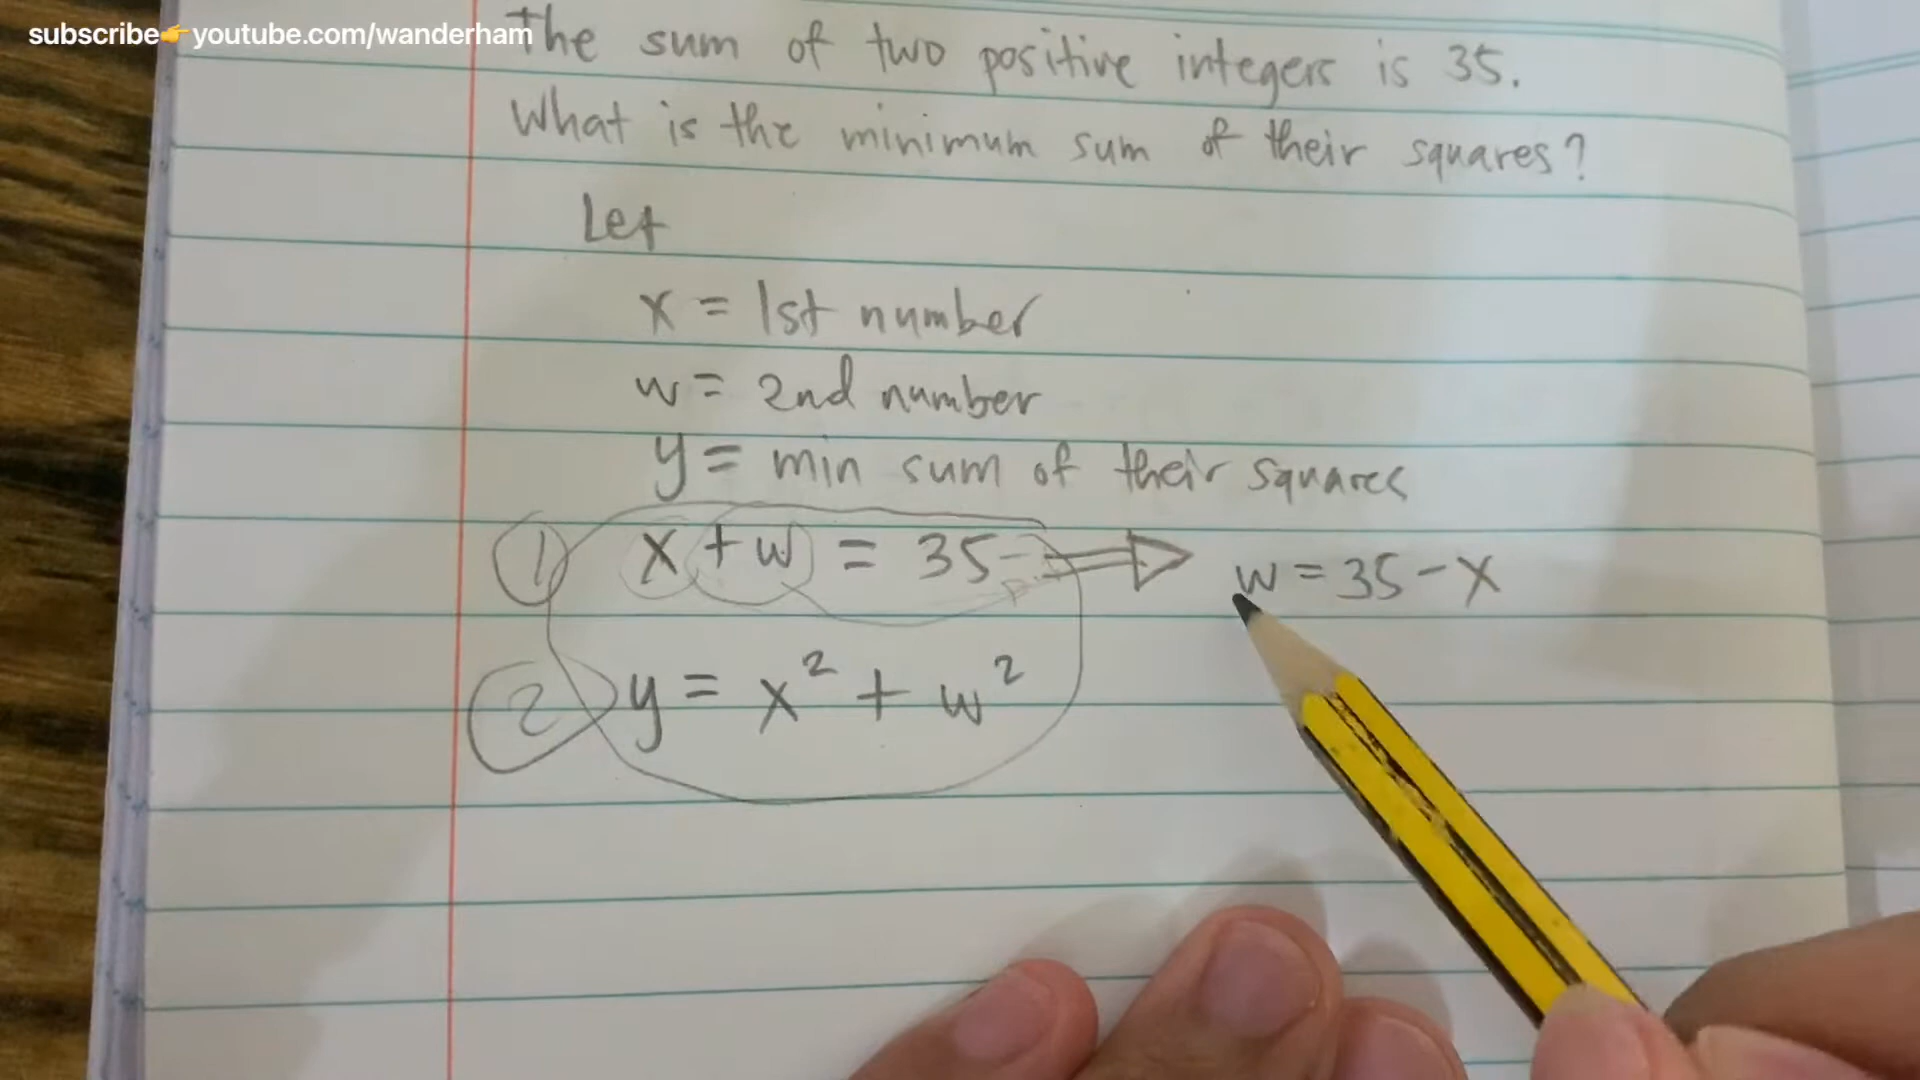 subscribe👉youtube.com/wanderham
The sum of two positive integers is 35.
What is the minimum sum of their squares?
Let
x = 1st number
w = 2nd number
y = min sum of their squares
1 x + w = 35 ⇒ w = 35 - x
2 y = x² + w²